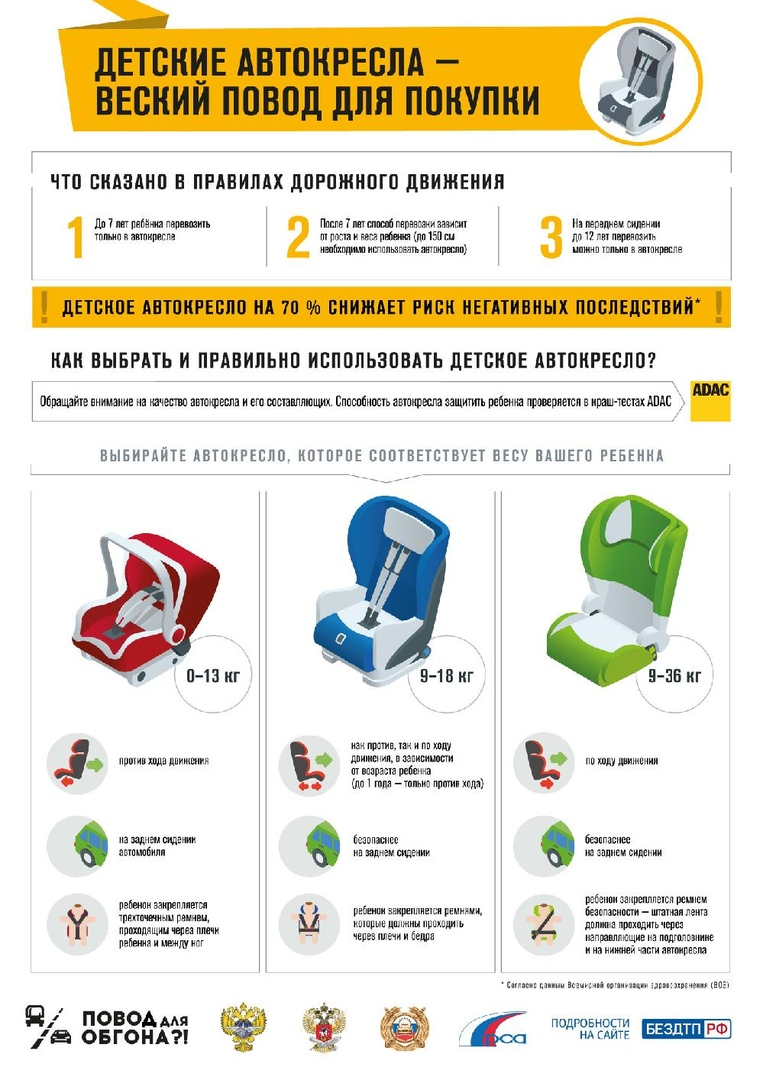 ДЕТСКИЕ АВТОКРЕСЛА –
ВЕСКИЙ ПОВОД ДЛЯ ПОКУПКИ
ЧТО СКАЗАНО В ПРАВИЛАХ ДОРОЖНОГО ДВИЖЕНИЯ
1
До 7 лет ребёнка перевозить
только в автокресле
2
После 7 лет способ перевозки зависит
от роста и веса ребенка (до 150 см
необходимо использовать автокресло)
3
На переднем сидении
до 12 лет перевозить
можно только в автокресле
! ДЕТСКОЕ АВТОКРЕСЛО НА 70 % СНИЖАЕТ РИСК НЕГАТИВНЫХ ПОСЛЕДСТВИЙ* !
КАК ВЫБРАТЬ И ПРАВИЛЬНО ИСПОЛЬЗОВАТЬ ДЕТСКОЕ АВТОКРЕСЛО?
Обращайте внимание на качество автокресла и его составляющих. Способность автокресла защитить ребенка проверяется в краш-тестах ADAC
ADAC
ВЫБИРАЙТЕ АВТОКРЕСЛО, КОТОРОЕ СООТВЕТСТВУЕТ ВЕСУ ВАШЕГО РЕБЕНКА
0–13 кг
против хода движения
на заднем сидении
автомобиля
ребенок закрепляется
трехточечным ремнем,
проходящим через плечи
ребенка и между ног
9–18 кг
как против, так и по ходу
движения, в зависимости
от возраста ребенка
(до 1 года – только против хода)
безопаснее
на заднем сидении
ребенок закрепляется ремнями,
которые должны проходить
через плечи и бедра
9–36 кг
по ходу движения
безопаснее
на заднем сидении
ребенок закрепляется ремнем
безопасности – штатная лента
должна проходить через
направляющие на подголовнике
и на нижней части автокресла
* Согласно данным Всемирной организации здравоохранения (ВОЗ)
ПОВОД ДЛЯ
ОБГОНА?!
рса
ПОДРОБНОСТИ
НА САЙТЕ
БЕЗДТП РФ